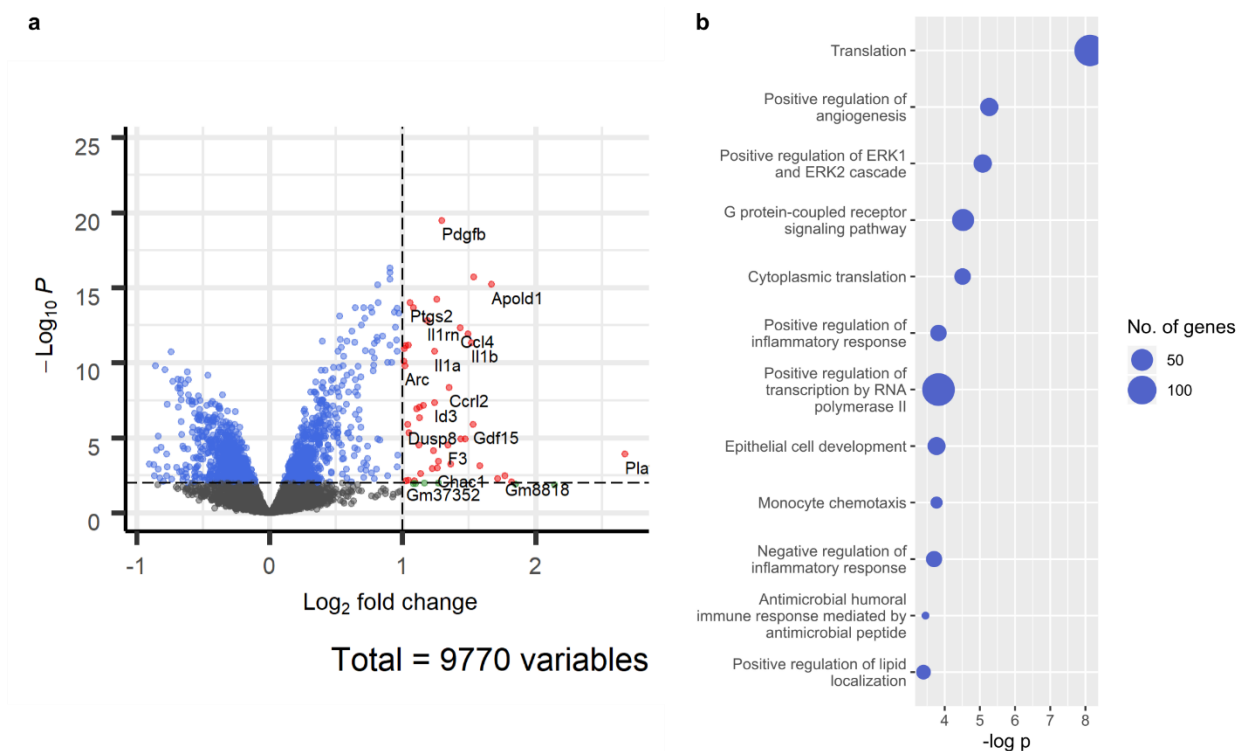 a
25
20
15
10
5
0
−Log10 P
Pdgfb
Apold1
Ptgs2
Il1rn
Ccl4
Il1b
Il1a
Arc
Ccrl2
Id3
Dusp8
Gdf15
F3
Pla
Chac1
Gm37352
Gm8818
-1 0 1 2
Log2 fold change
Total = 9770 variables
b
Translation
Positive regulation of
angiogenesis
Positive regulation of ERK1
and ERK2 cascade
G protein-coupled receptor
signaling pathway
Cytoplasmic translation
Positive regulation of
inflammatory response
Positive regulation of
transcription by RNA
polymerase II
Epithelial cell development
Monocyte chemotaxis
Negative regulation of
inflammatory response
Antimicrobial humoral
immune response mediated by
antimicrobial peptide
Positive regulation of lipid
localization
4 5 6 7 8
-log p
No. of genes
50
100